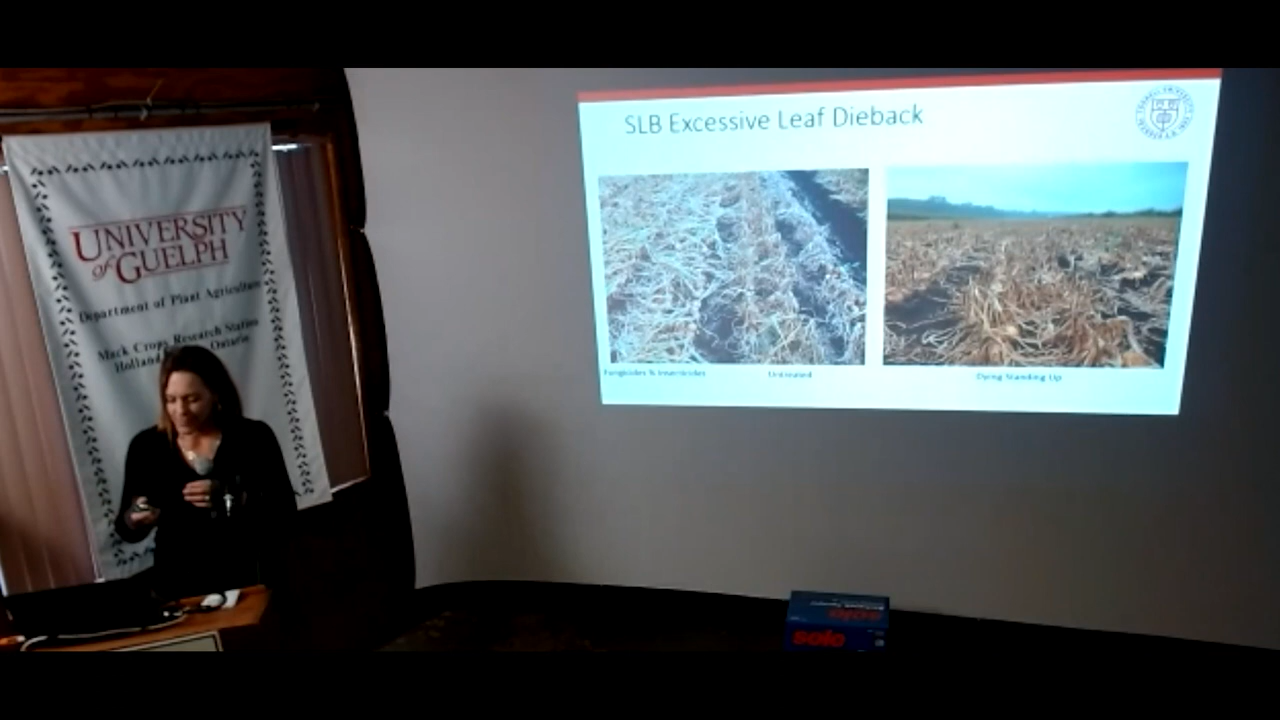 UNIVERSITY
of GUELPH
Department of Plant Agriculture
Muck Crops Research Station
Ontario
SLB Excessive Leaf Dieback
Fungicides & Insecticides
Untreated
Dying Standing Up
solo